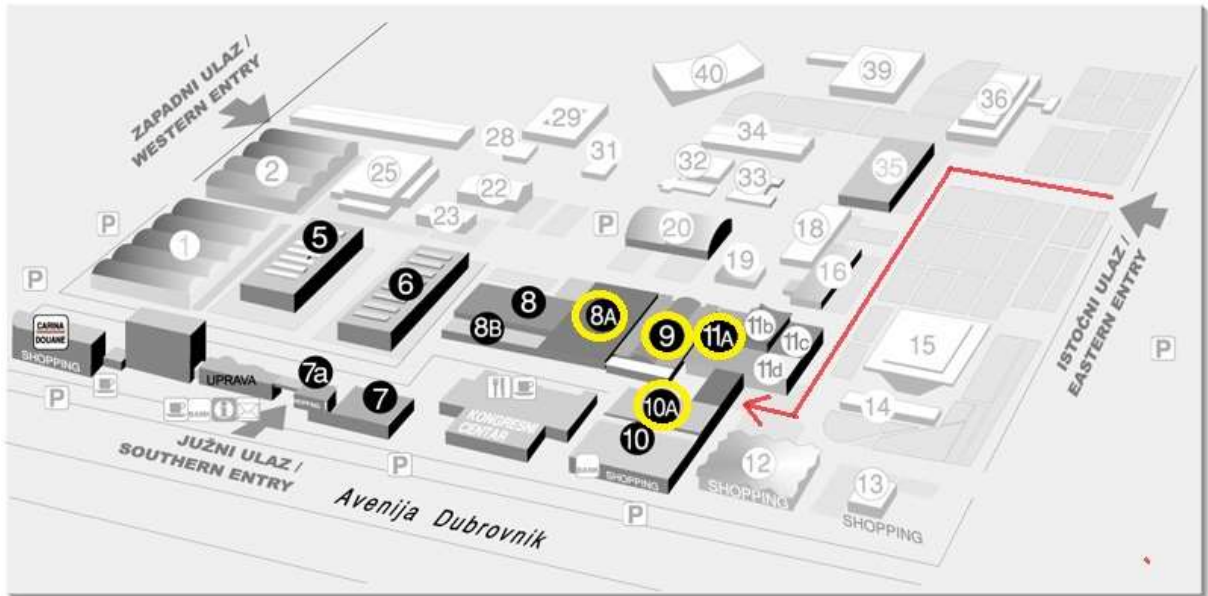 ZAPADNI ULAZ /
WESTERN ENTRY
40
39
36
29
28
31
34
2
25
32
33
35
22
23
P
1
P
20
18
5
19
16
ISTOČNI ULAZ /
EASTERN ENTRY
6
P
8
8A
8B
9
11A
11b
11c
11d
15
P
CARINA
DOUANE
SHOPPING
UPRAVA
7a
7
10A
14
P
BANK
i
KONGRESNI
CENTAR
10
12
JUŽNI ULAZ /
SOUTHERN ENTRY
P
BANK
SHOPPING
SHOPPING
13
SHOPPING
P
Avenija Dubrovnik